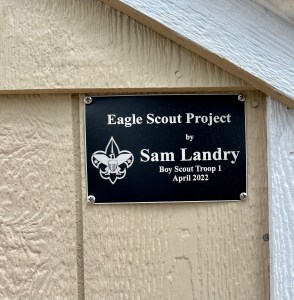 Eagle Scout Project
by
Sam Landry
Boy Scout Troop 1
April 2022